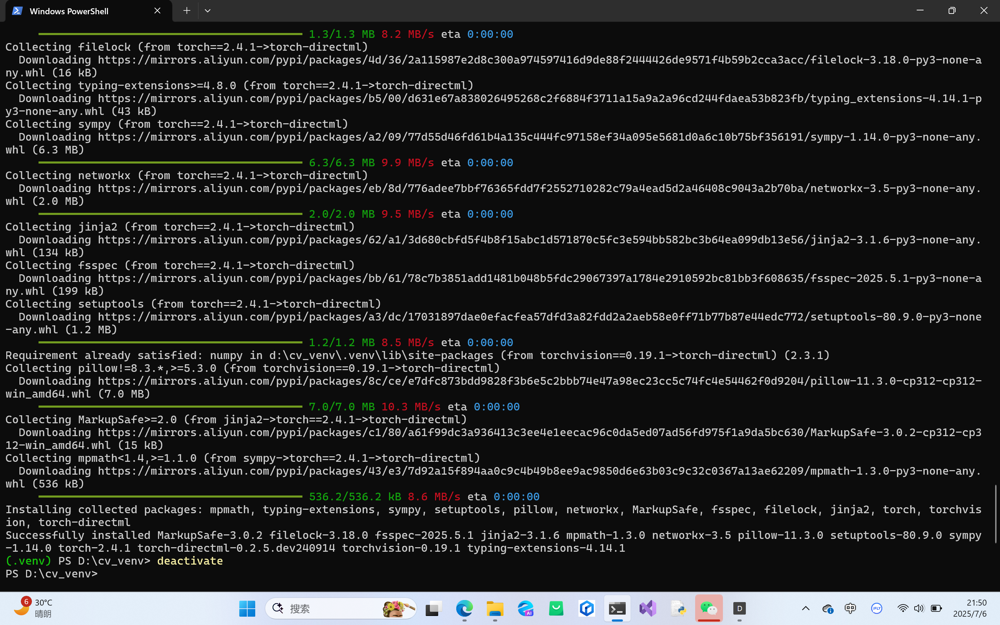 Windows PowerShell
1.3/1.3 MB 8.2 MB/s eta 0:00:00
Collecting filelock (from torch==2.4.1->torch-directml)
  Downloading https://mirrors.aliyun.com/pypi/packages/4d/36/2a115987e2d8c300a974597416d9de88f2444426de9571f4b59b2cca3acc/filelock-3.18.0-py3-none-a
ny.whl (16 kB)
Collecting typing-extensions>=4.8.0 (from torch==2.4.1->torch-directml)
  Downloading https://mirrors.aliyun.com/pypi/packages/b5/00/d631e67a838026495268c2f6884f3711a15a9a2a96cd244fdaea53b823fb/typing_extensions-4.14.1-p
y3-none-any.whl (43 kB)
Collecting sympy (from torch==2.4.1->torch-directml)
  Downloading https://mirrors.aliyun.com/pypi/packages/a2/09/77d55d46fd61b4a135c444fc97158ef34a095e5681d0a6c10b75bf356191/sympy-1.14.0-py3-none-any.
whl (6.3 MB)
6.3/6.3 MB 9.9 MB/s eta 0:00:00
Collecting networkx (from torch==2.4.1->torch-directml)
  Downloading https://mirrors.aliyun.com/pypi/packages/eb/8d/776adee7bbf76365fdd7f2552710282c79a4ead5d2a46408c9043a2b70ba/networkx-3.5-py3-none-any.
whl (2.0 MB)
2.0/2.0 MB 9.5 MB/s eta 0:00:00
Collecting jinja2 (from torch==2.4.1->torch-directml)
  Downloading https://mirrors.aliyun.com/pypi/packages/62/a1/3d680cbfd5f4b8f15abc1d571870c5fc3e594bb582bc3b64ea099db13e56/jinja2-3.1.6-py3-none-any.
whl (134 kB)
Collecting fsspec (from torch==2.4.1->torch-directml)
  Downloading https://mirrors.aliyun.com/pypi/packages/bb/61/78c7b3851add1481b048b5fdc29067397a1784e2910592bc81bb3f608635/fsspec-2025.5.1-py3-none-a
ny.whl (199 kB)
Collecting setuptools (from torch==2.4.1->torch-directml)
  Downloading https://mirrors.aliyun.com/pypi/packages/a3/dc/17031897dae0efacfea57dfd3a82fdd2a2aeb58e0ff71b77b87e44edc772/setuptools-80.9.0-py3-none
-any.whl (1.2 MB)
1.2/1.2 MB 8.5 MB/s eta 0:00:00
Requirement already satisfied: numpy in d:\cv_venv\.venv\lib\site-packages (from torchvision==0.19.1->torch-directml) (2.3.1)
Collecting pillow!=8.3.*,>=5.3.0 (from torchvision==0.19.1->torch-directml)
  Downloading https://mirrors.aliyun.com/pypi/packages/8c/ce/e7dfc873bdd9828f3b6e5c2bbb74e47a98ec23cc5c74fc4e54462f0d9204/pillow-11.3.0-cp312-cp312-
win_amd64.whl (7.0 MB)
7.0/7.0 MB 10.3 MB/s eta 0:00:00
Collecting MarkupSafe>=2.0 (from jinja2->torch==2.4.1->torch-directml)
  Downloading https://mirrors.aliyun.com/pypi/packages/c1/80/a61f99dc3a936413c3ee4e1eecac96c0da5ed07ad56fd975f1a9da5bc630/MarkupSafe-3.0.2-cp312-cp3
12-win_amd64.whl (15 kB)
Collecting mpmath<1.4,>=1.1.0 (from sympy->torch==2.4.1->torch-directml)
  Downloading https://mirrors.aliyun.com/pypi/packages/43/e3/7d92a15f894aa0c9c4b49b8ee9ac9850d6e63b03c9c32c0367a13ae62209/mpmath-1.3.0-py3-none-any.
whl (536 kB)
536.2/536.2 kB 8.6 MB/s eta 0:00:00
Installing collected packages: mpmath, typing-extensions, sympy, setuptools, pillow, networkx, MarkupSafe, fsspec, filelock, jinja2, torch, torchvis
ion, torch-directml
Successfully installed MarkupSafe-3.0.2 filelock-3.18.0 fsspec-2025.5.1 jinja2-3.1.6 mpmath-1.3.0 networkx-3.5 pillow-11.3.0 setuptools-80.9.0 sympy
-1.14.0 torch-2.4.1 torch-directml-0.2.5.dev240914 torchvision-0.19.1 typing-extensions-4.14.1
(.venv) PS D:\cv_venv> deactivate
PS D:\cv_venv>
6
30°C
晴朗
搜索
AI
D
中
iFLY
21:50
2025/7/6